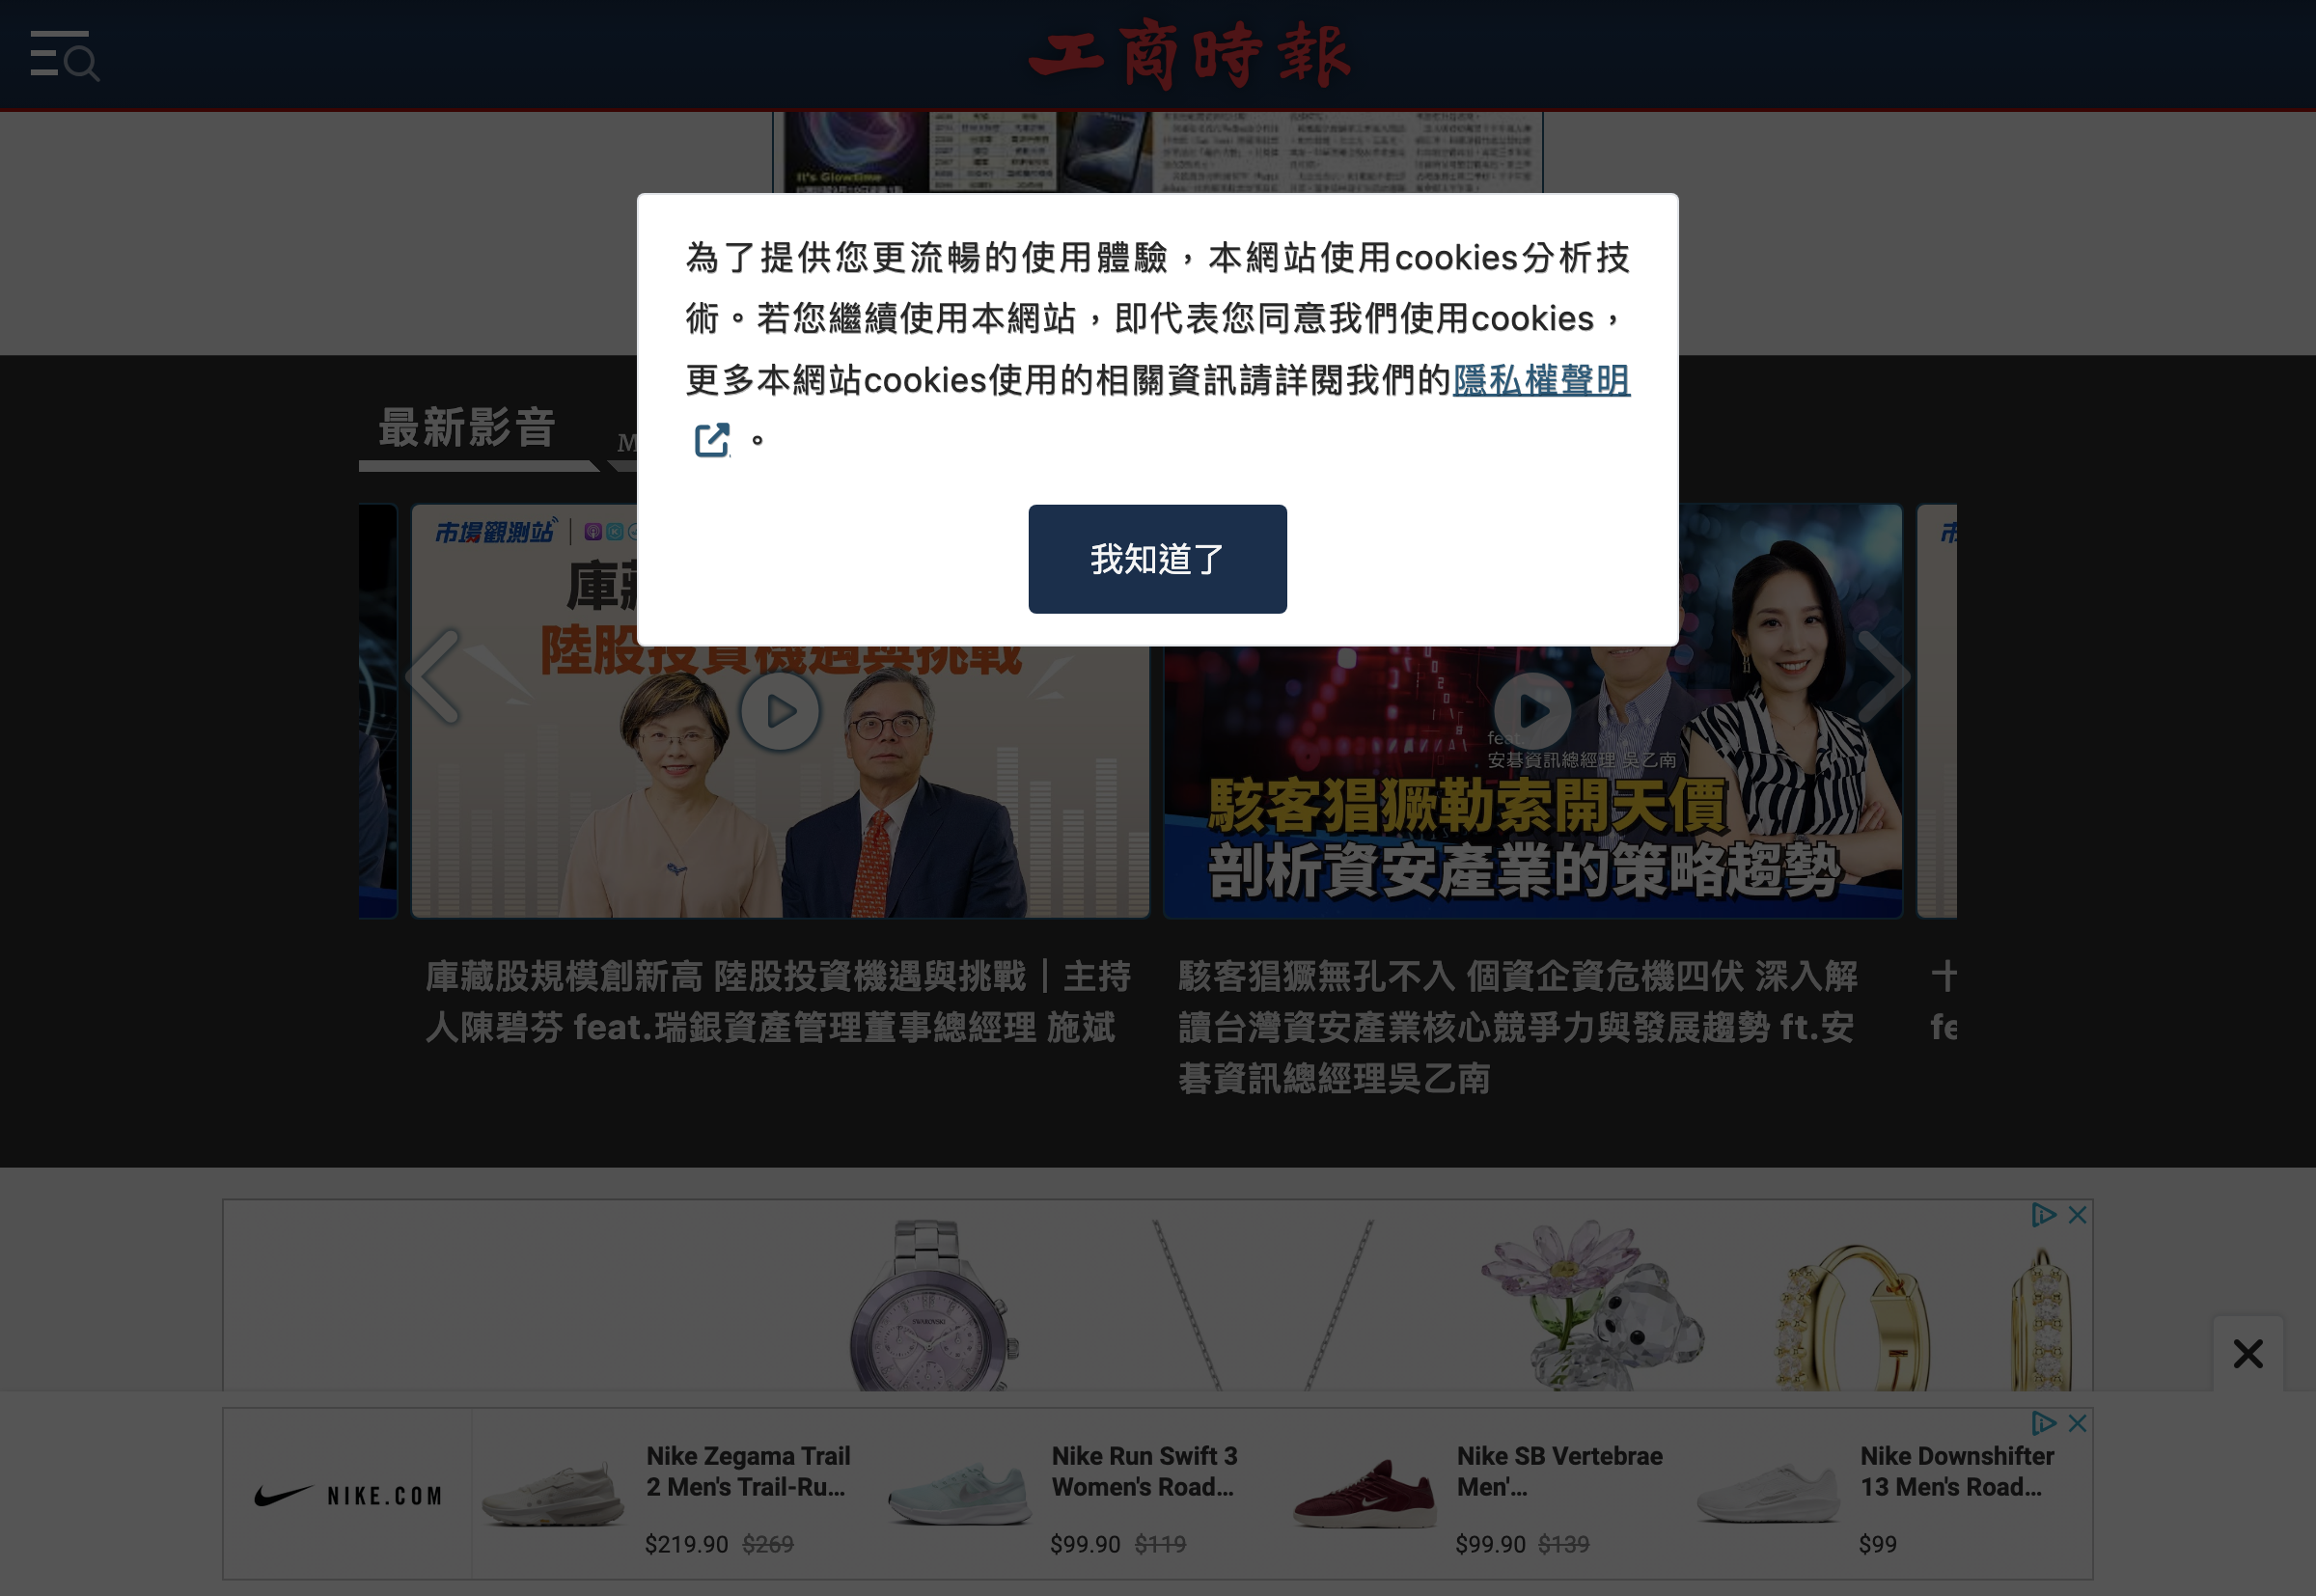 工商時報
It's Glowtime
為了提供您更流暢的使用體驗，本網站使用cookies分析技
術。若您繼續使用本網站，即代表您同意我們使用cookies，
更多本網站cookies使用的相關資訊請詳閱我們的隱私權聲明
。
我知道了
最新影音
M
市場觀測站
庫
陸股投資機遇與挑戰
feat.
安碁資訊總經理 吳乙南
駭客猖獗勒索開天價
剖析資安產業的策略趨勢
市
庫藏股規模創新高 陸股投資機遇與挑戰｜主持
人陳碧芬 feat.瑞銀資產管理董事總經理 施斌
駭客猖獗無孔不入 個資企資危機四伏 深入解
讀台灣資安產業核心競爭力與發展趨勢 ft.安
碁資訊總經理吳乙南
fe
SWAROVSKI
NIKE.COM
Nike Zegama Trail
2 Men's Trail-Ru...
$219.90 $269
Nike Run Swift 3
Women's Road...
$99.90 $119
Nike SB Vertebrae
Men'...
$99.90 $139
Nike Downshifter
13 Men's Road...
$99